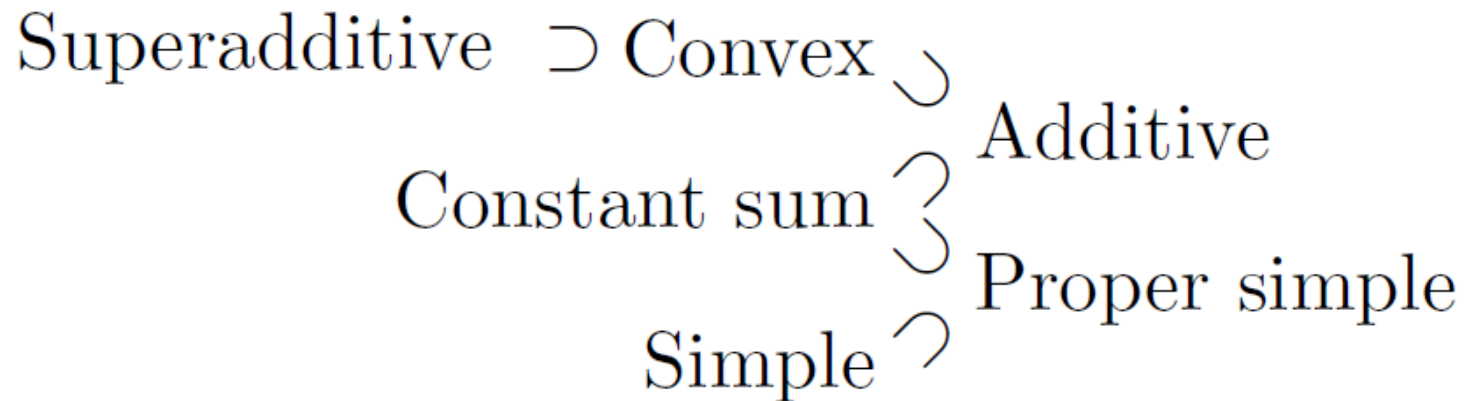 Superadditive ⊃ Convex ⊃
Additive
Constant sum ⊃ ⊃
Proper simple
Simple ⊃